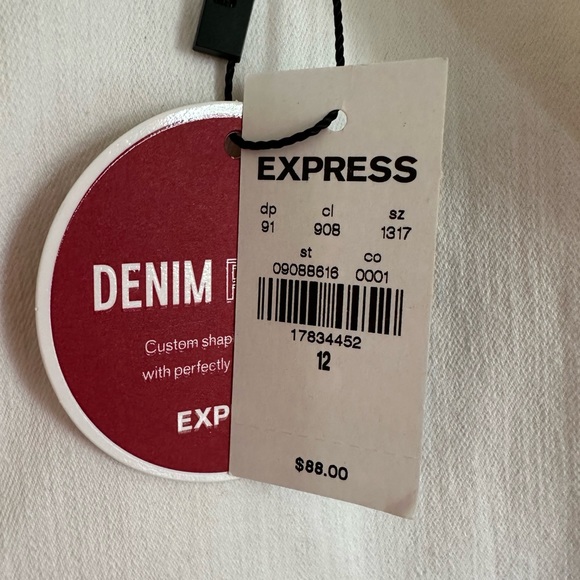 EXPRESS
dp cl sz
91 908 1317
st co
09088616 0001
17834452
12
$88.00
DENIM
Custom shap
with perfectly
EXP